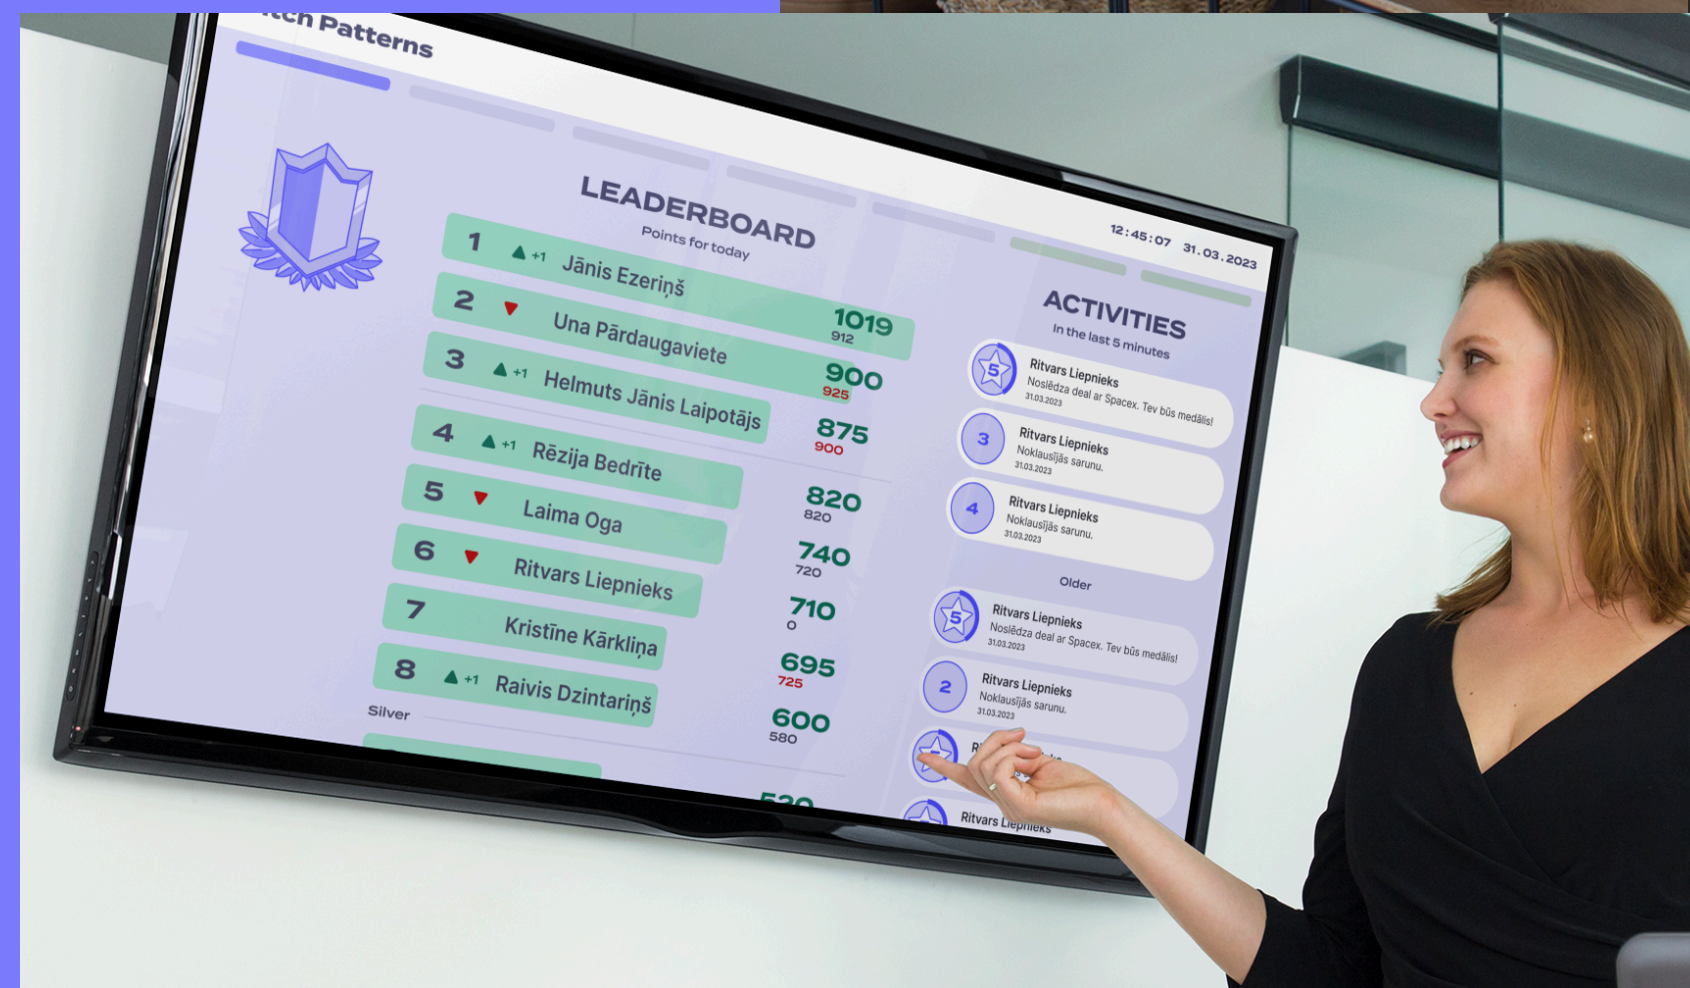 Patterns
12:45:07 31.03.2023
LEADERBOARD
Points for today
1 ▲ +1 Jānis Ezeriņš 1019
912
2 ▼ Una Pārdaugaviete 900
925
3 ▲ +1 Helmuts Jānis Laipotājs 875
900
4 ▲ +1 Rēzija Bedrīte 820
820
5 ▼ Laima Oga 740
720
6 ▼ Ritvars Liepnieks 710
0
7 Kristīne Kārkliņa 695
725
8 ▲ +1 Raivis Dzintariņš 600
580
Silver
520
ACTIVITIES
In the last 5 minutes
5 Ritvars Liepnieks
Noslēdza deal ar Spacex. Tev būs medālis!
31.03.2023
3 Ritvars Liepnieks
Noklausījās sarunu.
31.03.2023
4 Ritvars Liepnieks
Noklausījās sarunu.
31.03.2023
Older
5 Ritvars Liepnieks
Noslēdza deal ar Spacex. Tev būs medālis!
31.03.2023
2 Ritvars Liepnieks
Noklausījās sarunu.
31.03.2023
Ritvars Liepnieks